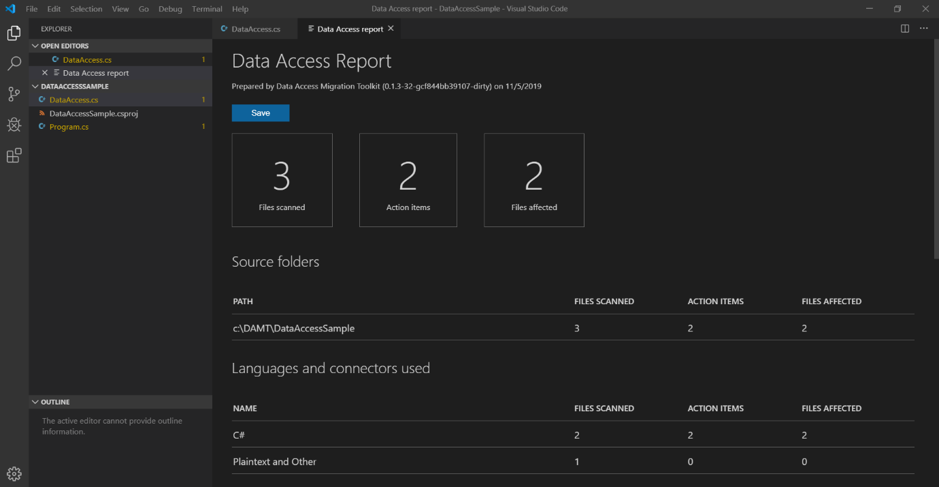 File Edit Selection View Go Debug Terminal Help Data Access report - DataAccessSample - Visual Studio Code
EXPLORER
OPEN EDITORS
DataAccess.cs 1
Data Access report
DATAACCESSSAMPLE
DataAccess.cs 1
DataAccessSample.csproj
Program.cs 1
OUTLINE
The active editor cannot provide outline
information.
DataAccess.cs Data Access report
Data Access Report
Prepared by Data Access Migration Toolkit (0.1.3-32-gcf844bb39107-dirty) on 11/5/2019
Save
3 2 2
Files scanned Action items Files affected
Source folders
PATH FILES SCANNED ACTION ITEMS FILES AFFECTED
c:\DAMT\DataAccessSample 3 2 2
Languages and connectors used
NAME FILES SCANNED ACTION ITEMS FILES AFFECTED
C# 2 2 2
Plaintext and Other 1 0 0